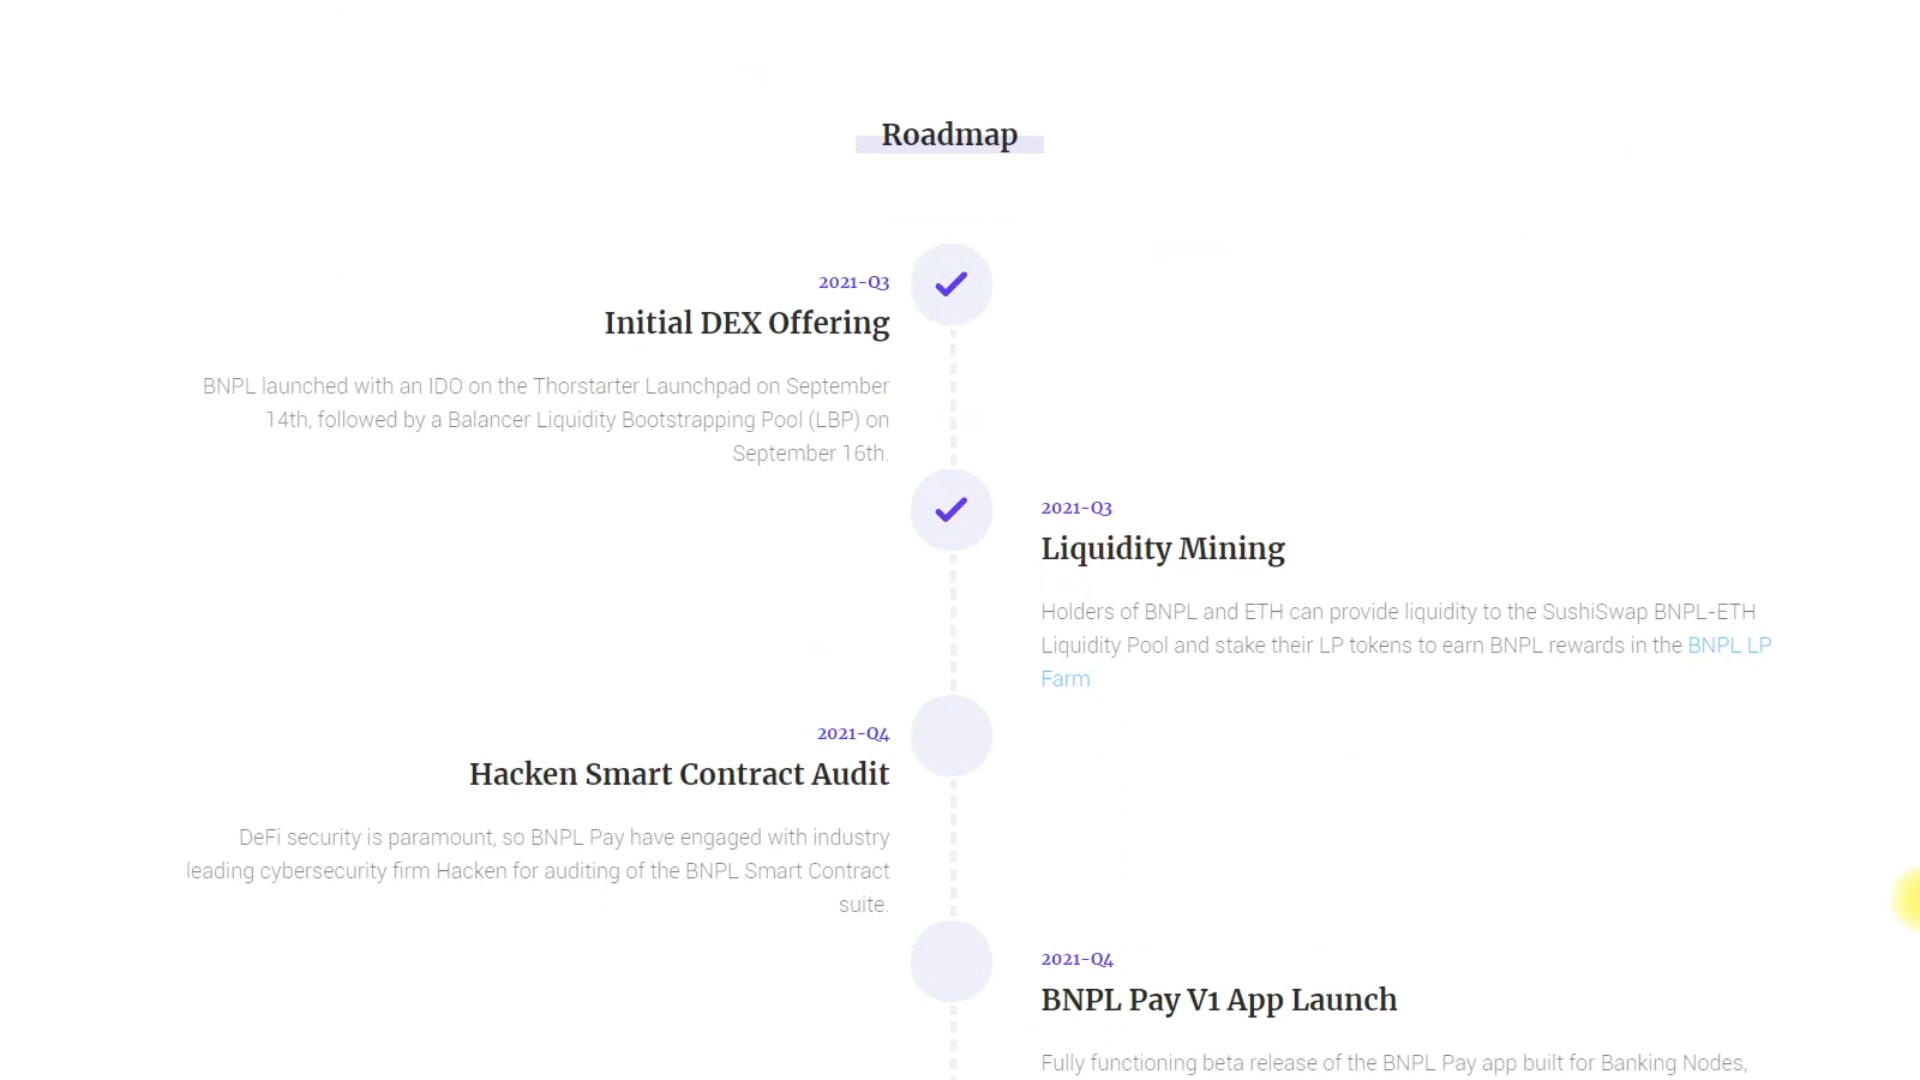 Roadmap
2021-Q3
Initial DEX Offering
BNPL launched with an IDO on the Thorstarter Launchpad on September
14th, followed by a Balancer Liquidity Bootstrapping Pool (LBP) on
September 16th.
2021-Q3
Liquidity Mining
Holders of BNPL and ETH can provide liquidity to the SushiSwap BNPL-ETH
Liquidity Pool and stake their LP tokens to earn BNPL rewards in the BNPL LP
Farm
2021-Q4
Hacken Smart Contract Audit
DeFi security is paramount, so BNPL Pay have engaged with industry
leading cybersecurity firm Hacken for auditing of the BNPL Smart Contract
suite.
2021-Q4
BNPL Pay V1 App Launch
Fully functioning beta release of the BNPL Pay app built for Banking Nodes,